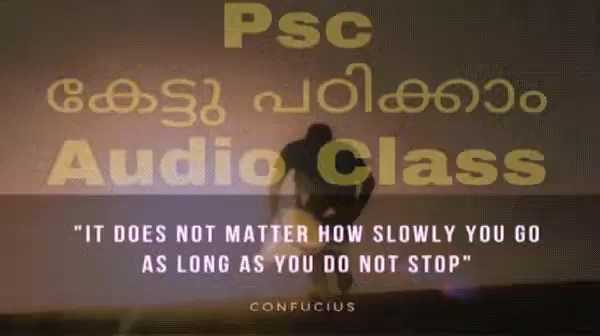 Psc
കേട്ടു പഠിക്കാം
Audio Class
"IT DOES NOT MATTER HOW SLOWLY YOU GO
AS LONG AS YOU DO NOT STOP"
CONFUCIUS